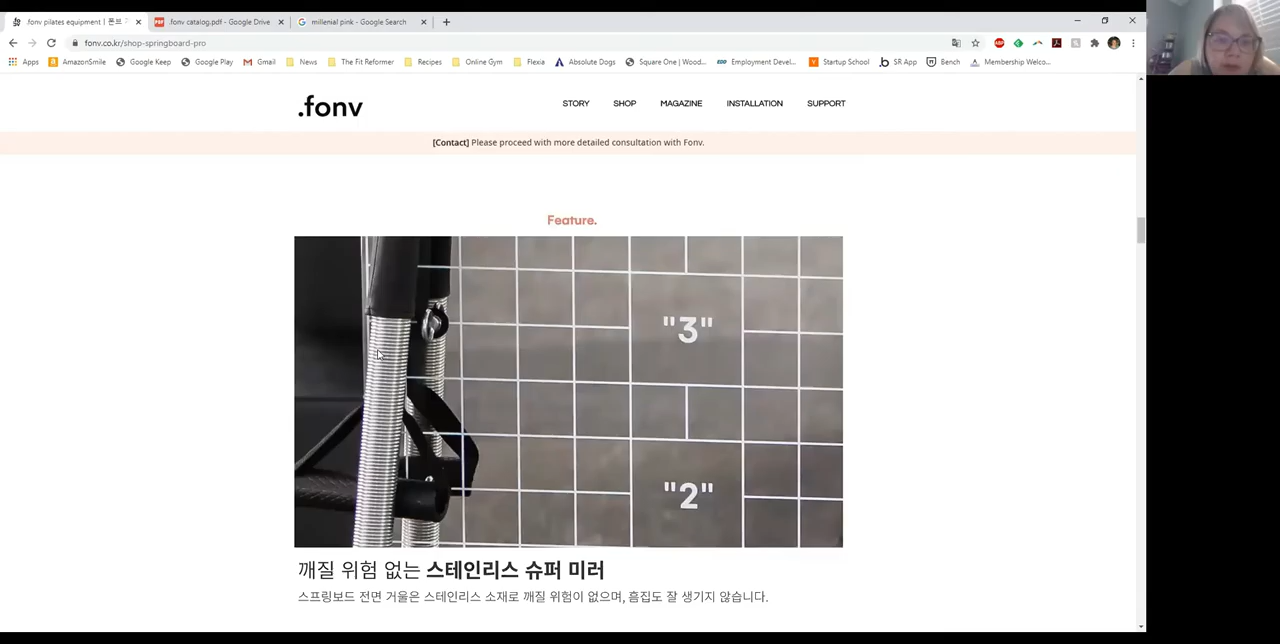 .fonv pilates equipment | 폰브
.fonv catalog.pdf - Google Drive
millenial pink - Google Search
fonv.co.kr/shop-springboard-pro
Apps
AmazonSmile
Google Keep
Google Play
Gmail
News
The Fit Reformer
Recipes
Online Gym
Flexia
Absolute Dogs
Square One | Wood...
Employment Devel...
Startup School
SR App
Bench
Membership Welco...
.fonv
STORY
SHOP
MAGAZINE
INSTALLATION
SUPPORT
[Contact] Please proceed with more detailed consultation with Fonv.
Feature.
"3"
"2"
깨질 위험 없는 스테인리스 슈퍼 미러
스프링보드 전면 거울은 스테인리스 소재로 깨질 위험이 없으며, 흠집도 잘 생기지 않습니다.